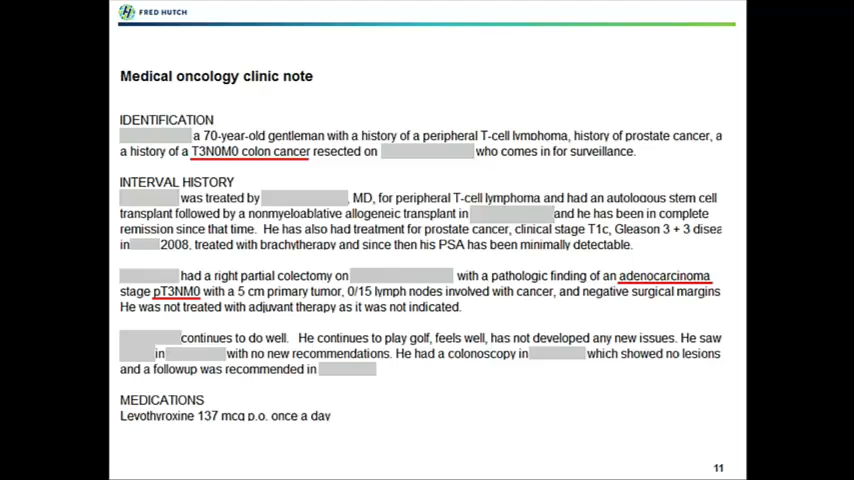 FRED HUTCH
Medical oncology clinic note
IDENTIFICATION
a 70-year-old gentleman with a history of a peripheral T-cell lymphoma, history of prostate cancer, a
a history of a T3N0M0 colon cancer resected on who comes in for surveillance.
INTERVAL HISTORY
was treated by , MD, for peripheral T-cell lymphoma and had an autologous stem cell
transplant followed by a nonmyeloablative allogeneic transplant in and he has been in complete
remission since that time. He has also had treatment for prostate cancer, clinical stage T1c, Gleason 3 + 3 disea
in 2008, treated with brachytherapy and since then his PSA has been minimally detectable.
had a right partial colectomy on with a pathologic finding of an adenocarcinoma
stage pT3NM0 with a 5 cm primary tumor, 0/15 lymph nodes involved with cancer, and negative surgical margins
He was not treated with adjuvant therapy as it was not indicated.
continues to do well. He continues to play golf, feels well, has not developed any new issues. He saw
in with no new recommendations. He had a colonoscopy in which showed no lesions
and a followup was recommended in
MEDICATIONS
Levothyroxine 137 mcg p.o. once a day
11